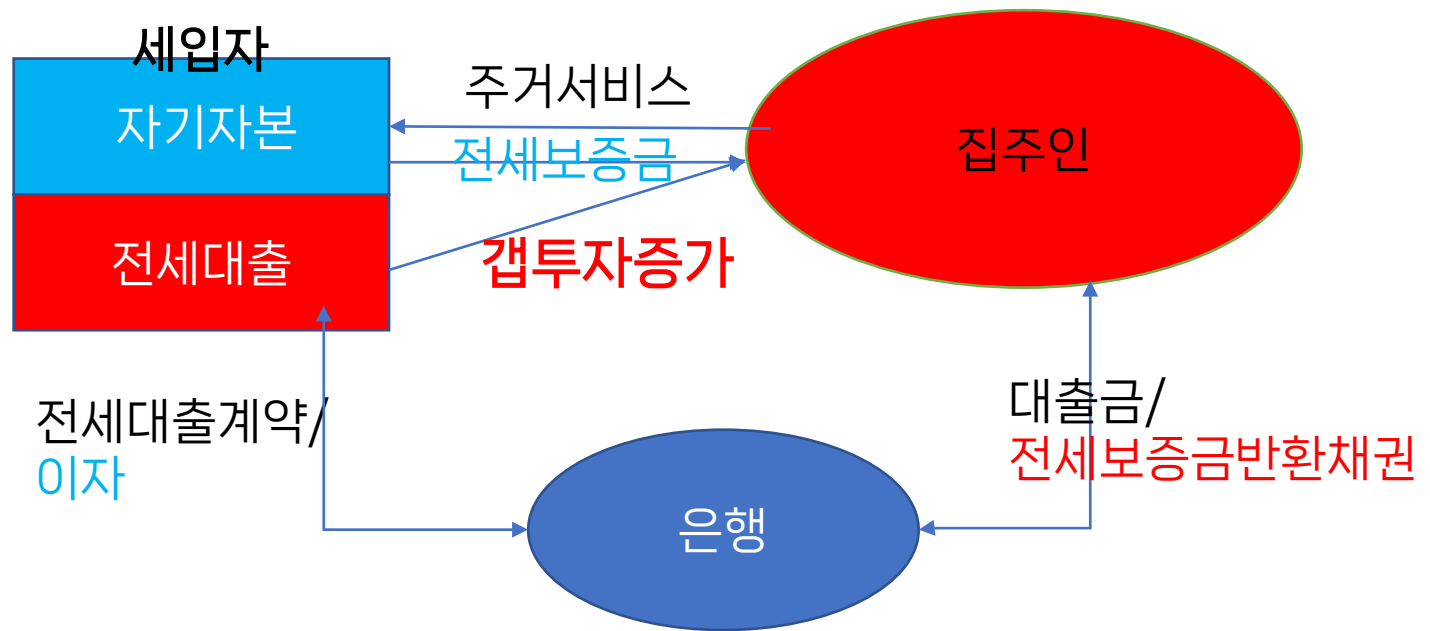 세입자
자기자본
전세대출
주거서비스
전세보증금
갭투자증가
집주인
전세대출계약/
이자
대출금/
전세보증금반환채권
은행